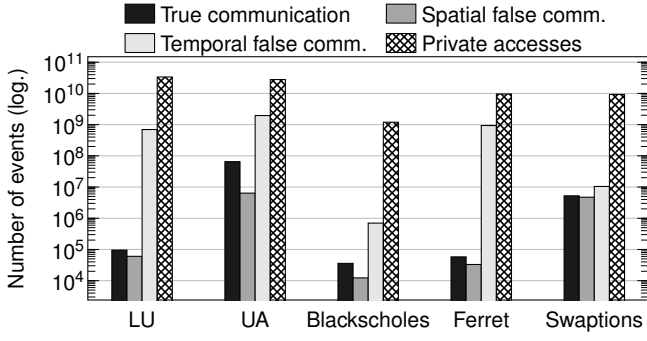 True communication Spatial false comm.
Temporal false comm. Private accesses
Number of events (log.)
10^11
10^10
10^9
10^8
10^7
10^6
10^5
10^4
LU UA Blackscholes Ferret Swaptions